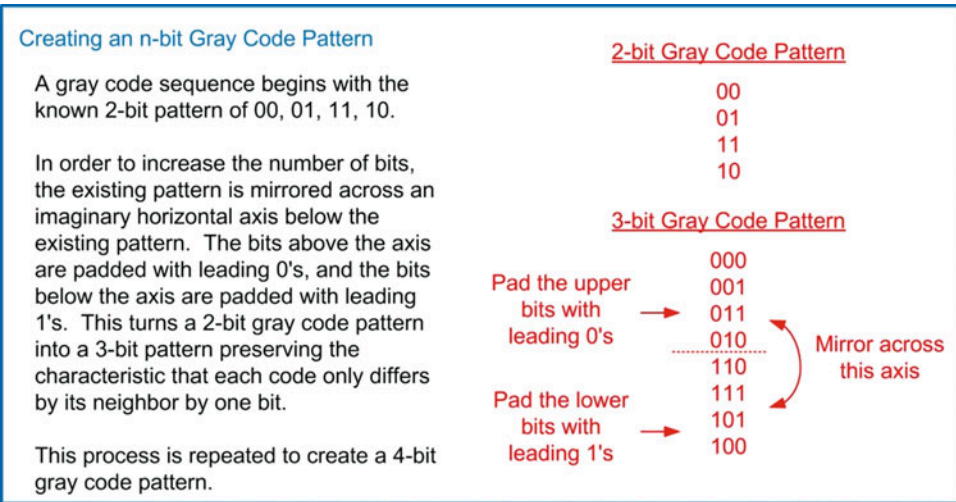 Creating an n-bit Gray Code Pattern
A gray code sequence begins with the
known 2-bit pattern of 00, 01, 11, 10.
In order to increase the number of bits,
the existing pattern is mirrored across an
imaginary horizontal axis below the
existing pattern.  The bits above the axis
are padded with leading 0's, and the bits
below the axis are padded with leading
1's.  This turns a 2-bit gray code pattern
into a 3-bit pattern preserving the
characteristic that each code only differs
by its neighbor by one bit.
This process is repeated to create a 4-bit
gray code pattern.
2-bit Gray Code Pattern
00
01
11
10
3-bit Gray Code Pattern
000
001
011
010
110
111
101
100
Pad the upper
bits with
leading 0's
Pad the lower
bits with
leading 1's
Mirror across
this axis